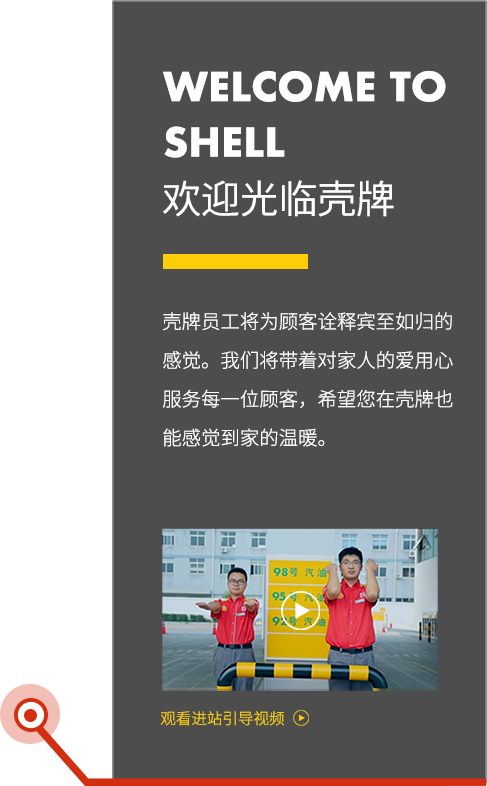 WELCOME TO
SHELL
欢迎光临壳牌
壳牌员工将为顾客诠释宾至如归的
感觉。我们将带着对家人的爱用心
服务每一位顾客，希望您在壳牌也
能感觉到家的温暖。
98号 汽油
95号 汽油
92号 汽油
观看进站引导视频